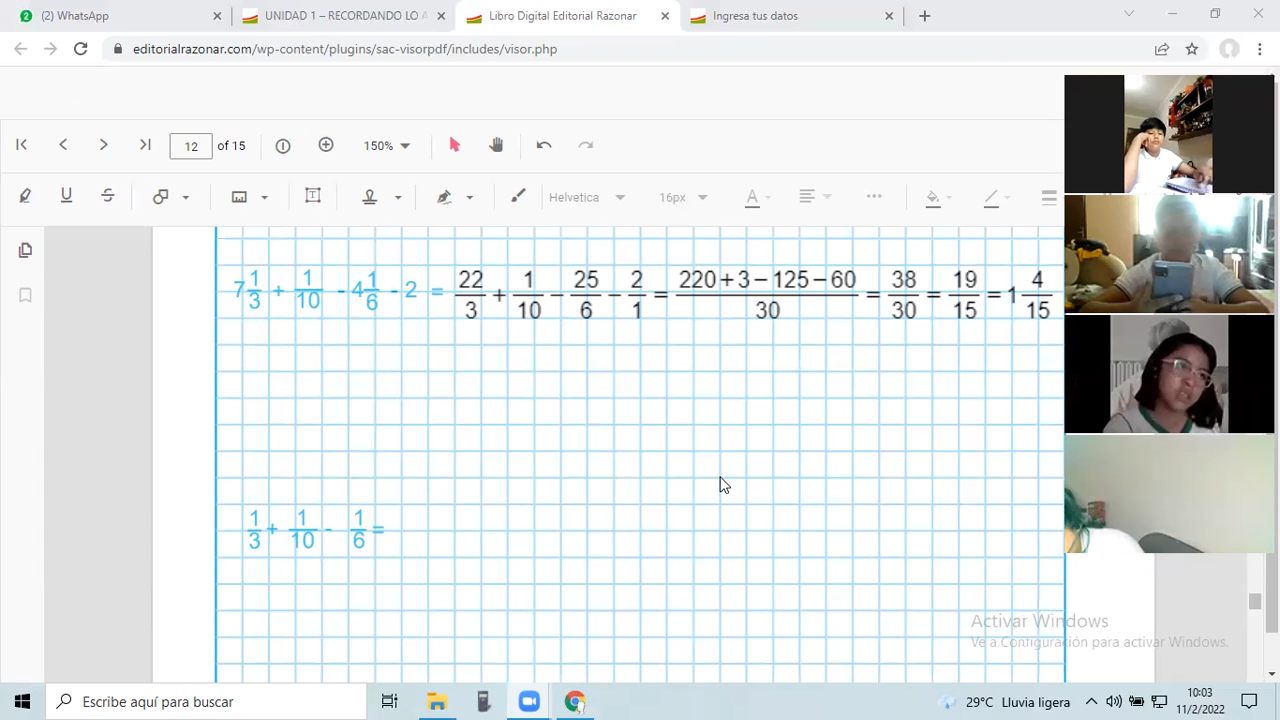 (2) WhatsApp
UNIDAD 1 – RECORDANDO LO A
Libro Digital Editorial Razonar
Ingresa tus datos
editorialrazonar.com/wp-content/plugins/sac-visorpdf/includes/visor.php
12 of 15
150%
Helvetica
16px
7 1/3 + 1/10 - 4 1/6 - 2 = 22/3 + 1/10 − 25/6 − 2/1 = 220+3−125−60/30 = 38/30 = 19/15 = 1 4/15
1/3 + 1/10 - 1/6 =
Activar Windows
Ve a Configuración para activar Windows.
Escribe aquí para buscar
29°C Lluvia ligera
10:03
11/2/2022